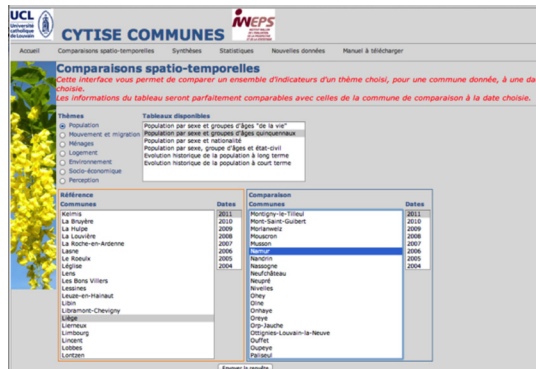 UCL
Université
catholique
de Louvain
CYTISE COMMUNES
IWEPS
Accueil
Comparaisons spatio-temporelles
Synthèses
Statistiques
Nouvelles données
Manuel à télécharger
Comparaisons spatio-temporelles
Cette interface vous permet de comparer un ensemble d'indicateurs d'un thème choisi, pour une commune donnée, à une da
choisie.
Les informations du tableau seront parfaitement comparables avec celles de la commune de comparaison à la date choisie.
Thèmes
Population
Mouvement et migration
Ménages
Logement
Environnement
Socio-économique
Perception
Tableaux disponibles
Population par sexe et groupes d'âges "de la vie"
Population par sexe et groupes d'âges quinquennaux
Population par sexe et nationalité
Population par sexe, groupe d'âges et état-civil
Evolution historique de la population à long terme
Evolution historique de la population à court terme
Référence
Communes
Kelmis
La Bruyère
La Hulpe
La Louvière
La Roche-en-Ardenne
Lasne
Le Roeulx
Léglise
Lens
Les Bons Villers
Lessines
Leuze-en-Hainaut
Libin
Libramont-Chevigny
Liège
Lierneux
Limbourg
Lincent
Lobbes
Lontzen
Dates
2011
2010
2009
2008
2007
2006
2005
2004
Comparaison
Communes
Montigny-le-Tilleul
Mont-Saint-Guibert
Morlanwelz
Mouscron
Musson
Namur
Nandrin
Nassogne
Neufchâteau
Neupré
Nivelles
Ohey
Olne
Onhaye
Oreye
Orp-Jauche
Ottignies-Louvain-la-Neuve
Ouffet
Oupeye
Paliseul
Dates
2011
2010
2009
2008
2007
2006
2005
2004
Envoyer la requête